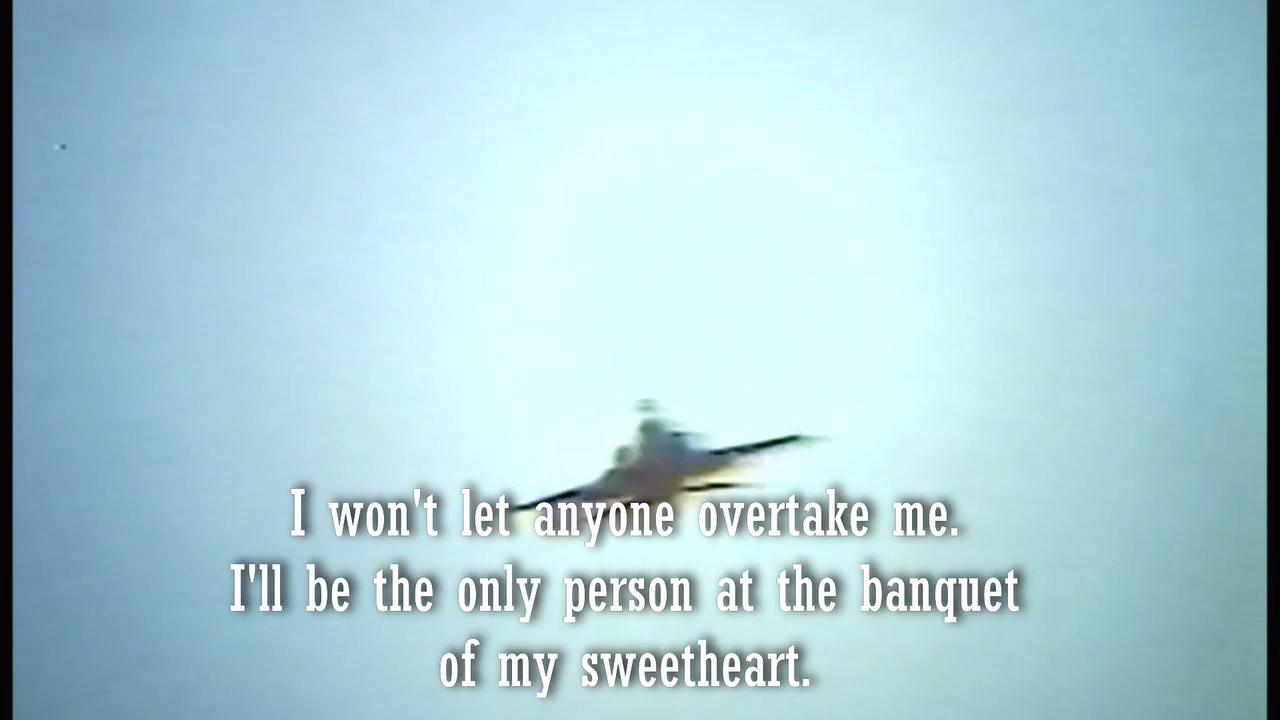 I won't let anyone overtake me.
I'll be the only person at the banquet
of my sweetheart.